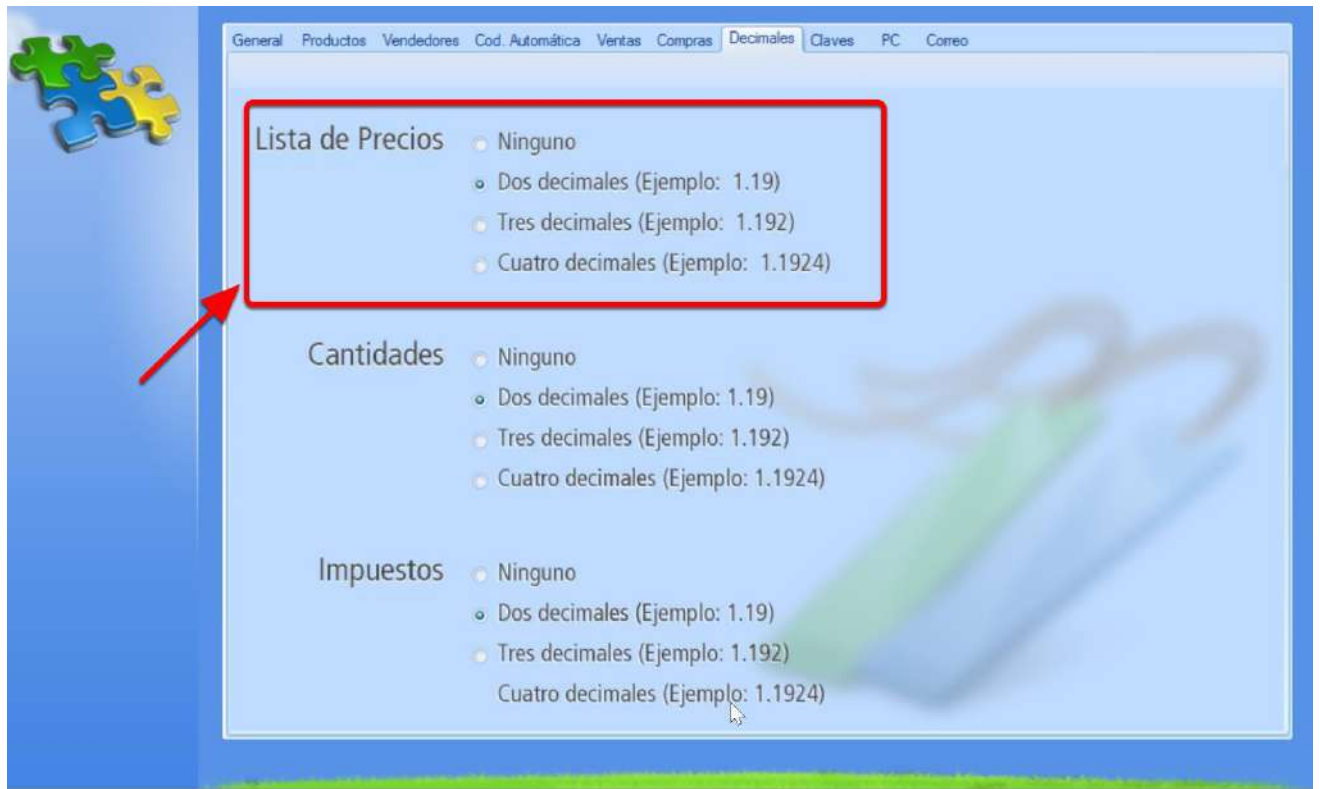 General Productos Vendedores Cod. Automática Ventas Compras Decimales Claves PC Correo
Lista de Precios Ninguno
Dos decimales (Ejemplo: 1.19)
Tres decimales (Ejemplo: 1.192)
Cuatro decimales (Ejemplo: 1.1924)
Cantidades Ninguno
Dos decimales (Ejemplo: 1.19)
Tres decimales (Ejemplo: 1.192)
Cuatro decimales (Ejemplo: 1.1924)
Impuestos Ninguno
Dos decimales (Ejemplo: 1.19)
Tres decimales (Ejemplo: 1.192)
Cuatro decimales (Ejemplo: 1.1924)